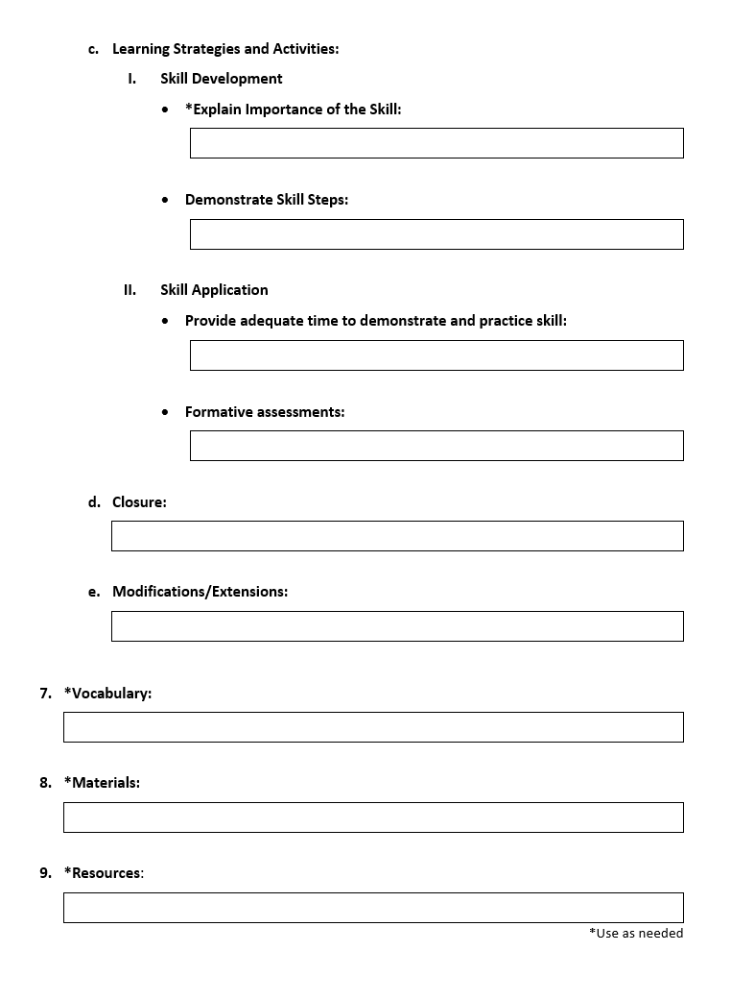 c. Learning Strategies and Activities:
I. Skill Development
• *Explain Importance of the Skill:
• Demonstrate Skill Steps:
II. Skill Application
• Provide adequate time to demonstrate and practice skill:
• Formative assessments:
d. Closure:
e. Modifications/Extensions:
7. *Vocabulary:
8. *Materials:
9. *Resources:
*Use as needed